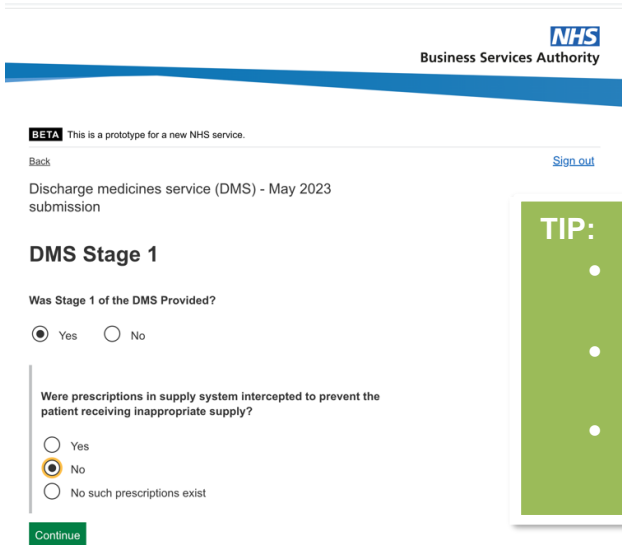 NHS
Business Services Authority
BETA This is a prototype for a new NHS service.
Back
Sign out
Discharge medicines service (DMS) - May 2023
submission
DMS Stage 1
Was Stage 1 of the DMS Provided?
Yes No
Were prescriptions in supply system intercepted to prevent the
patient receiving inappropriate supply?
Yes
No
No such prescriptions exist
Continue
TIP: